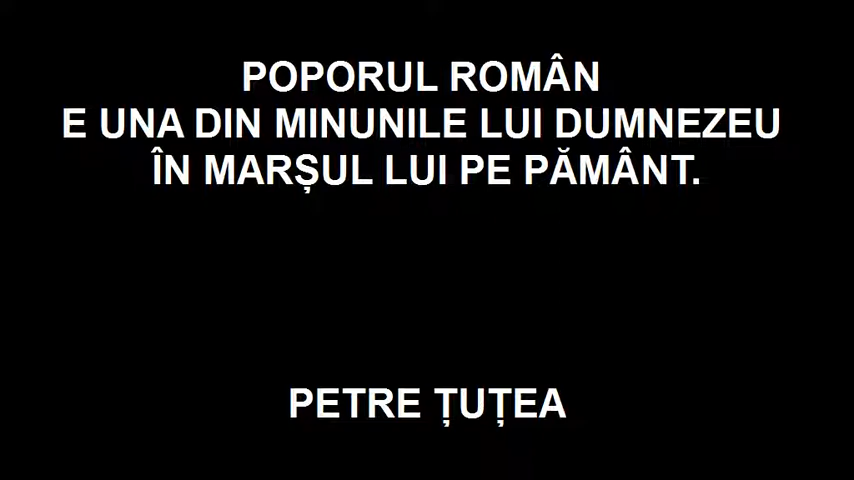 POPORUL ROMÂN
E UNA DIN MINUNILE LUI DUMNEZEU
ÎN MARȘUL LUI PE PĂMÂNT.
PETRE ȚUȚEA